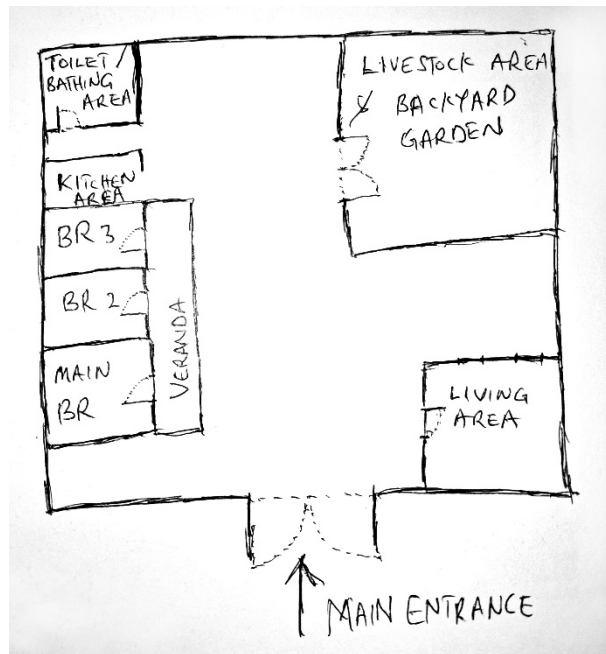 TOILET /
BATHING
AREA
LIVESTOCK AREA
& BACKYARD
GARDEN
KITCHEN
AREA
BR 3
BR 2
VERANDA
MAIN
BR
LIVING
AREA
MAIN ENTRANCE